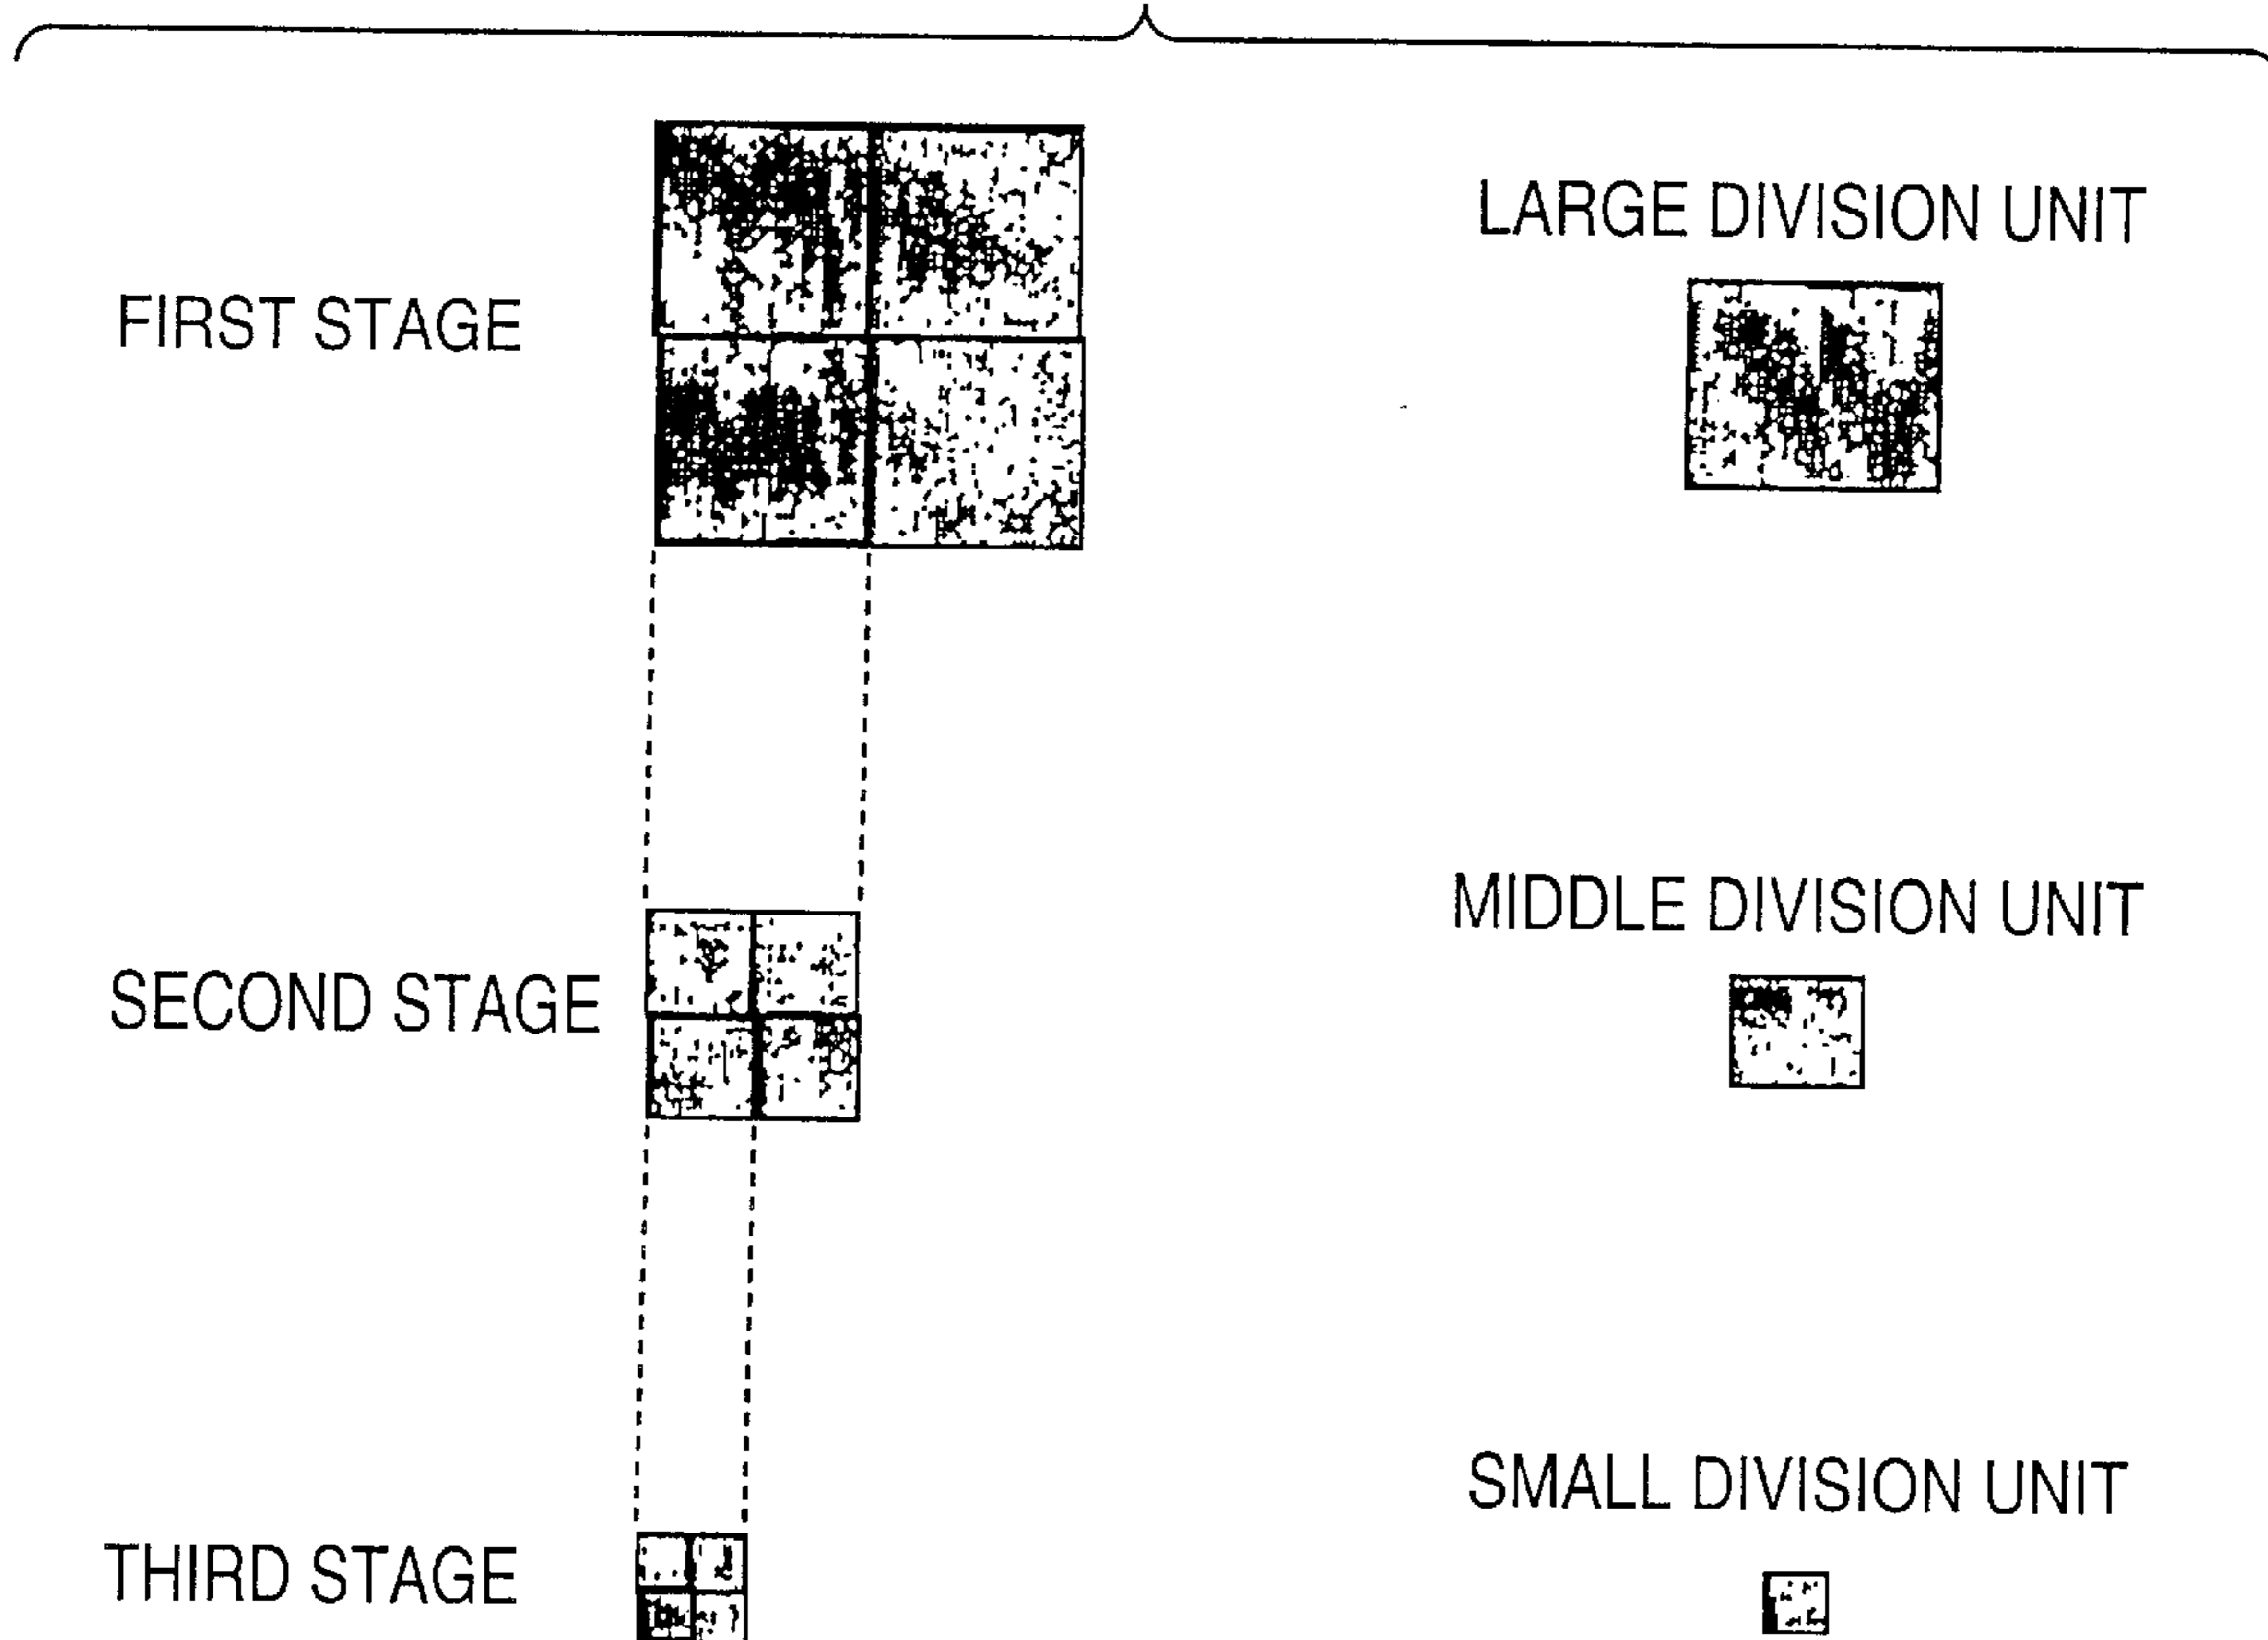 LARGE DIVISION UNIT
FIRST STAGE
MIDDLE DIVISION UNIT
SECOND STAGE
SMALL DIVISION UNIT
THIRD STAGE